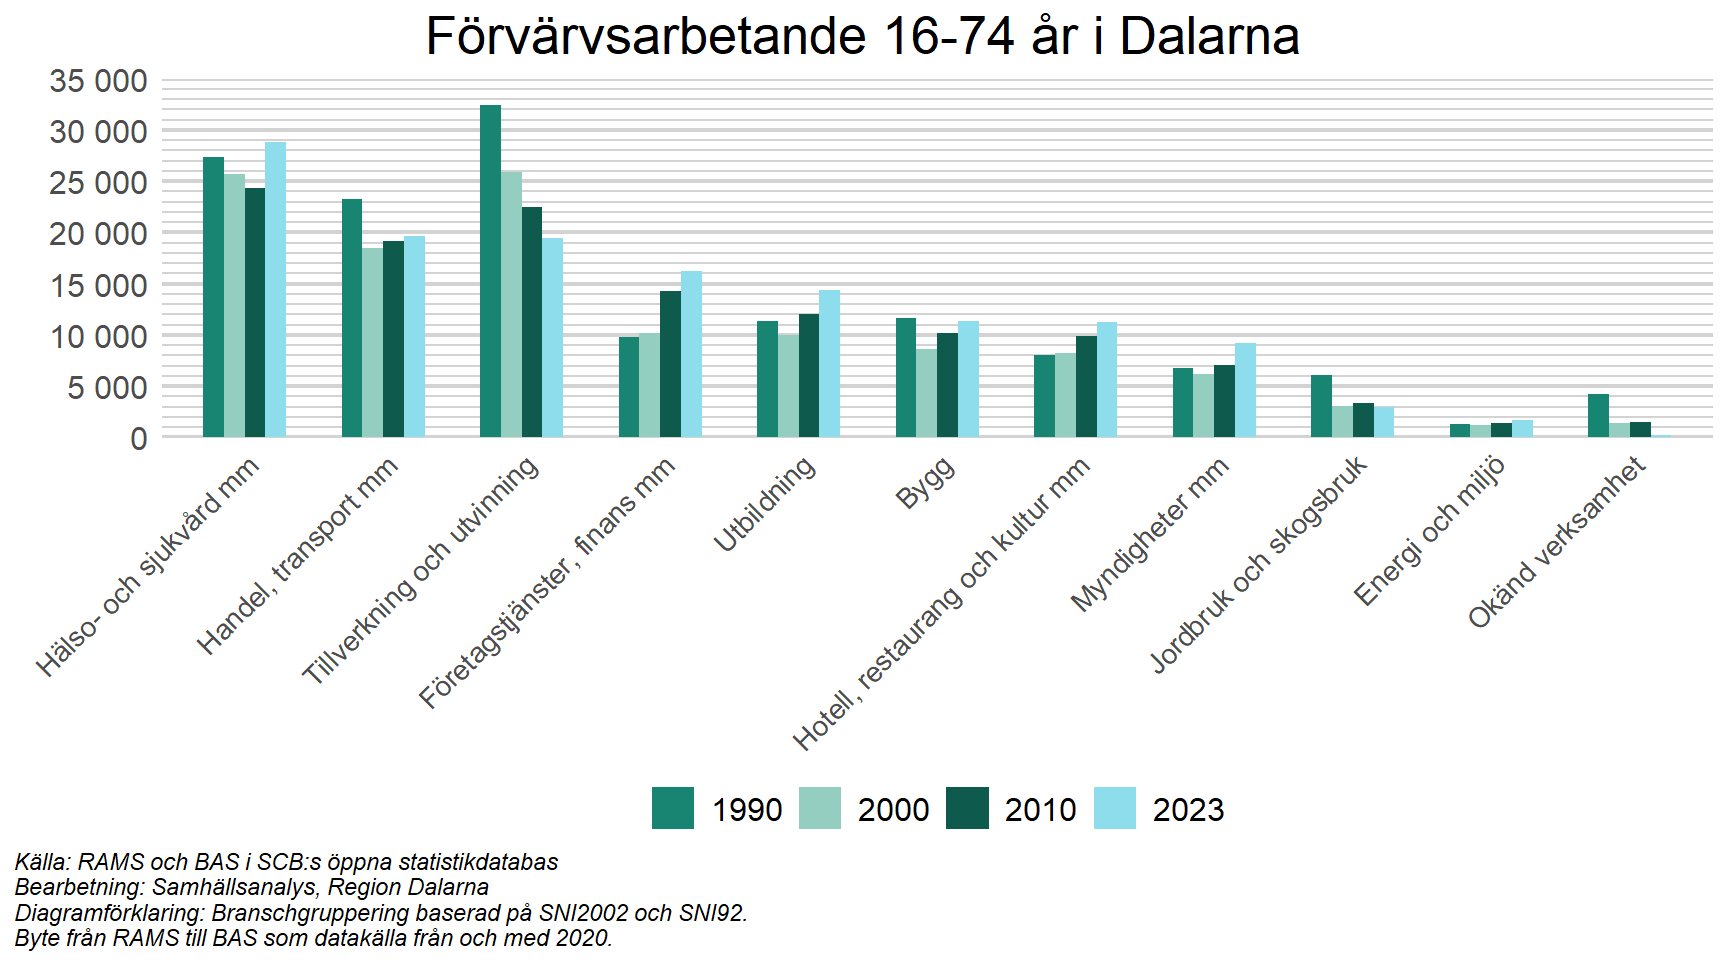 Förvärvsarbetande 16-74 år i Dalarna
35 000
30 000
25 000
20 000
15 000
10 000
5 000
0
Hälso- och sjukvård mm
Handel, transport mm
Tillverkning och utvinning
Företagstjänster, finans mm
Utbildning
Bygg
Hotell, restaurang och kultur mm
Myndigheter mm
Jordbruk och skogsbruk
Energi och miljö
Okänd verksamhet
1990
2000
2010
2023
Källa: RAMS och BAS i SCB:s öppna statistikdatabas
Bearbetning: Samhällsanalys, Region Dalarna
Diagramförklaring: Branschgruppering baserad på SNI2002 och SNI92.
Byte från RAMS till BAS som datakälla från och med 2020.